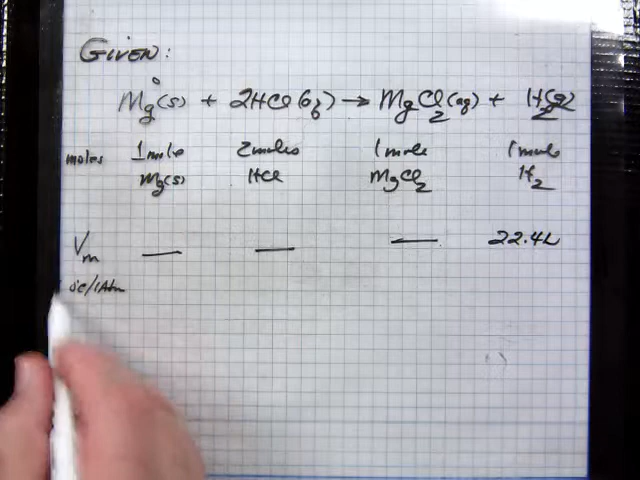 GIVEN:
Mg°(s) + 2HCl(g) → MgCl₂(aq) + H₂(g)
moles 1 mole 2 moles 1 mole 1 mole
Mg(s) HCl MgCl₂ H₂
Vm — — — 22.4L
0°C/1Atm